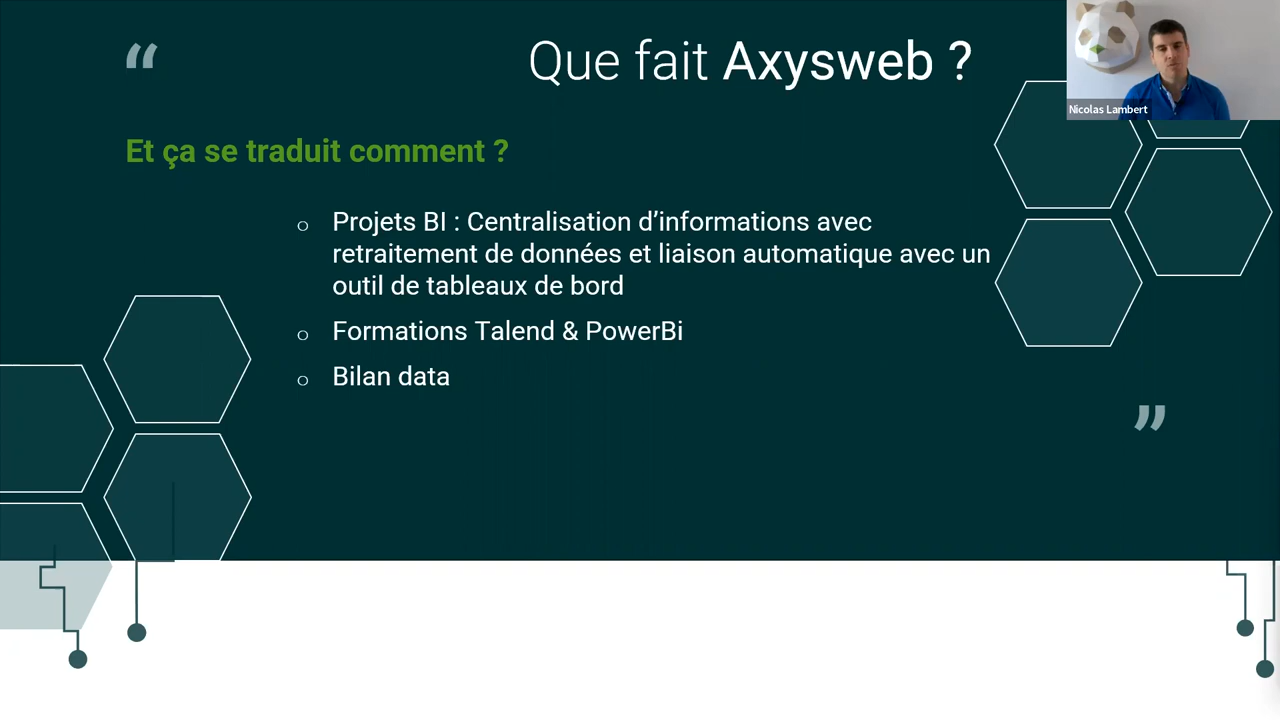 “
Que fait Axysweb ?
Nicolas Lambert
Et ça se traduit comment ?
o Projets BI : Centralisation d’informations avec
retraitement de données et liaison automatique avec un
outil de tableaux de bord
o Formations Talend & PowerBi
o Bilan data
”